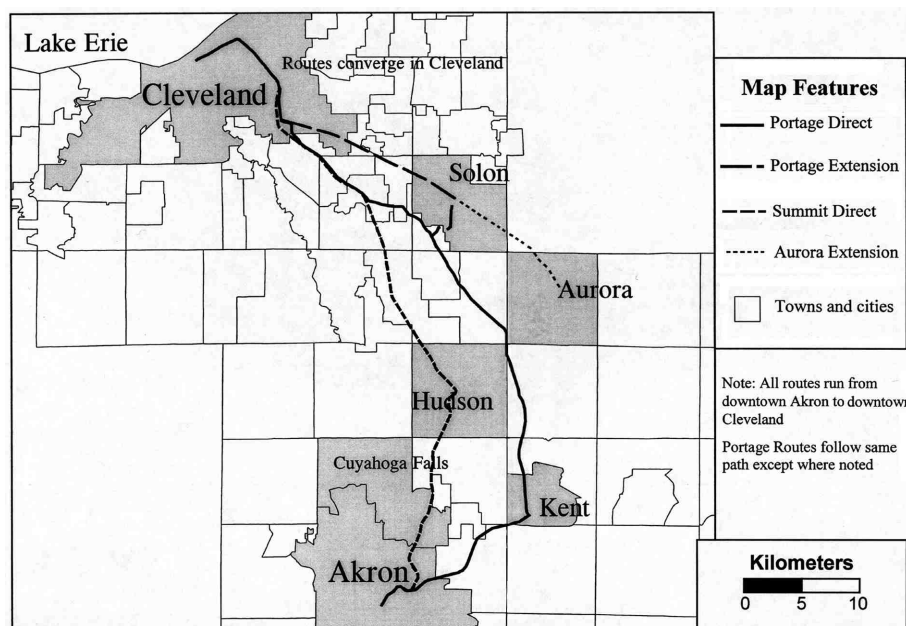 Lake Erie
Routes converge in Cleveland
Cleveland
Solon
Aurora
Hudson
Cuyahoga Falls
Kent
Akron
Map Features
Portage Direct
Portage Extension
Summit Direct
Aurora Extension
Towns and cities
Note: All routes run from
downtown Akron to downtown
Cleveland
Portage Routes follow same
path except where noted
Kilometers
0 5 10